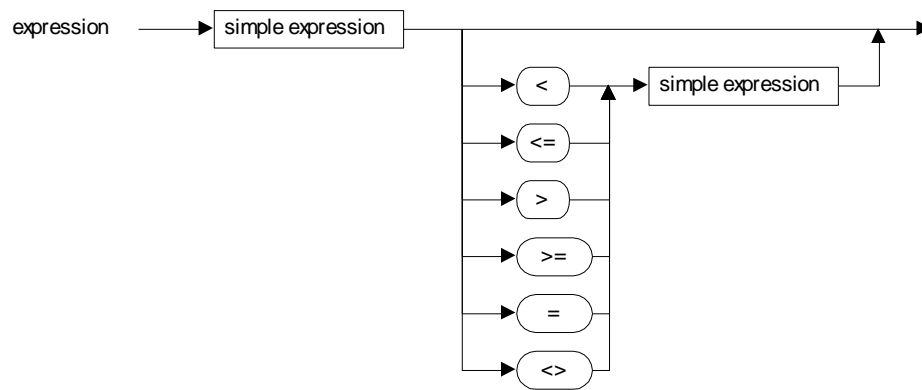 expression simple expression
< simple expression
<=
>
>=
=
<>